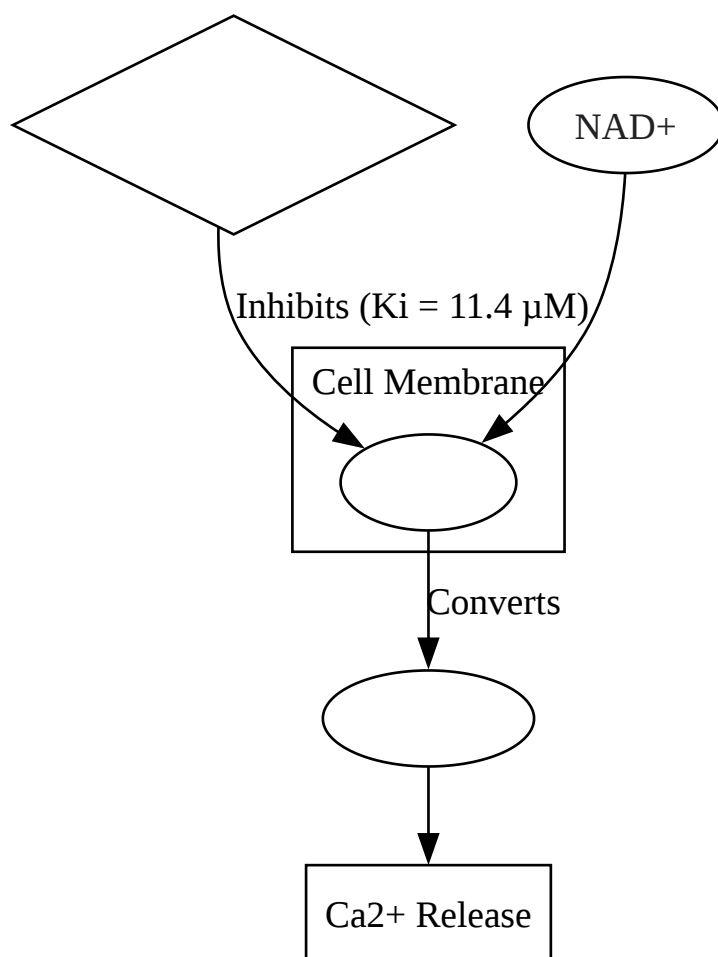 NAD+
Inhibits (Ki = 11.4 µM)
Cell Membrane
Converts
Ca2+ Release